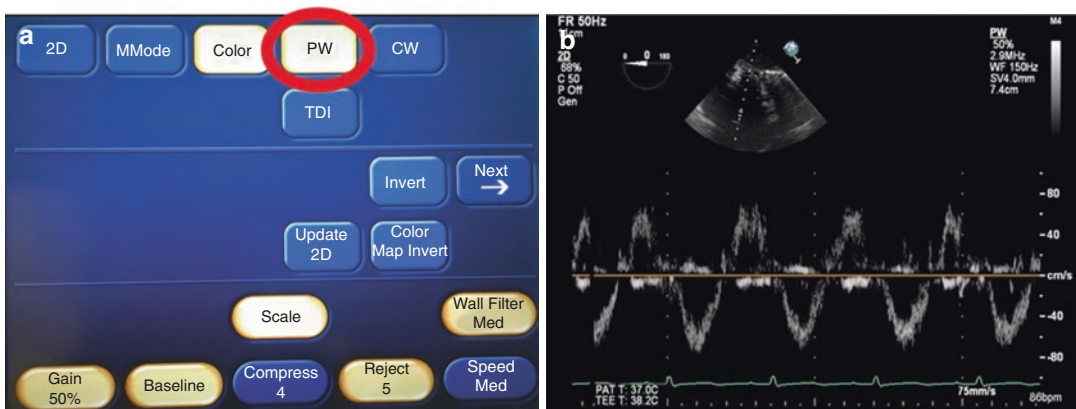 a
2D
MMode
Color
PW
CW
TDI
Invert
Next
→
Update
2D
Color
Map Invert
Scale
Wall Filter
Med
Gain
50%
Baseline
Compress
4
Reject
5
Speed
Med
b
FR 50Hz
2D
68%
C 50
P Off
Gen
0 0 180
M4
PW
50%
2.9MHz
WF 150Hz
SV4.0mm
7.4cm
-80
-40
-cm/s
--40
--80
PAT T: 37.0C
TEE T: 38.2C
75mm/s
86bpm